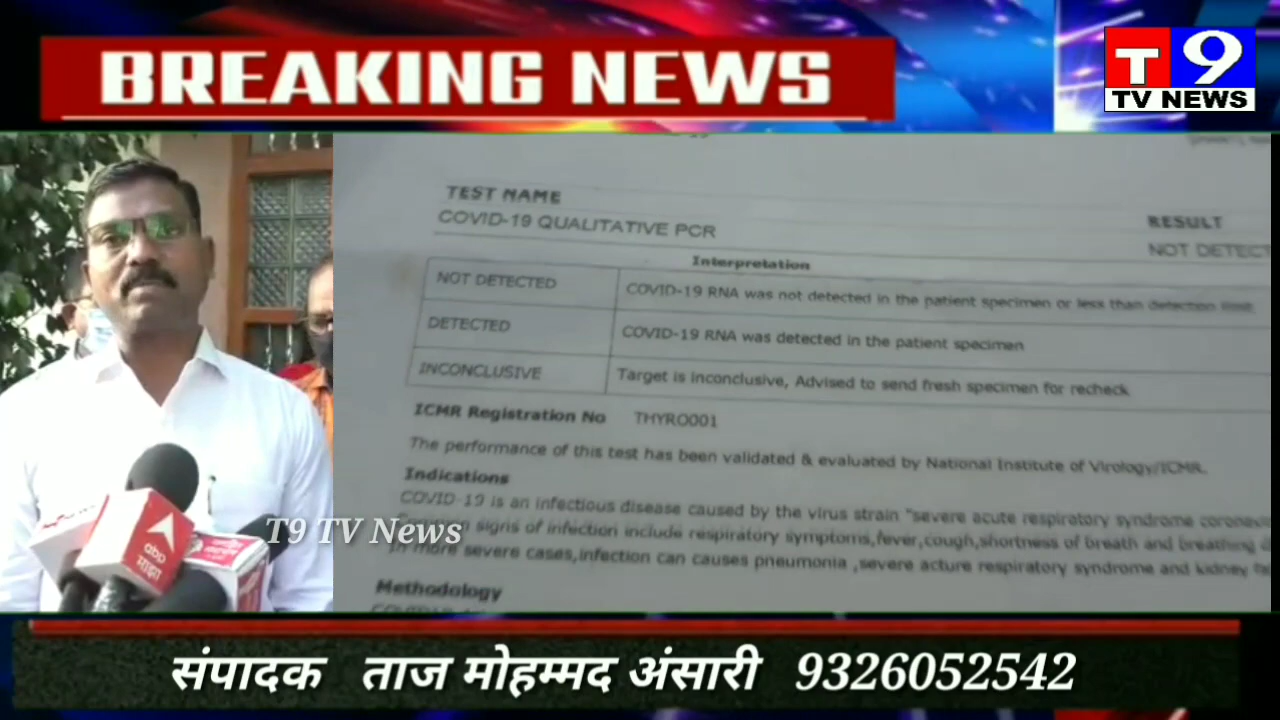 BREAKING NEWS
T 9
TV NEWS
TEST NAME
COVID-19 QUALITATIVE PCR
RESULT
NOT DETECT
Interpretation
NOT DETECTED COVID-19 RNA was not detected in the patient specimen or less than detection limit
DETECTED COVID-19 RNA was detected in the patient specimen
INCONCLUSIVE Target is inconclusive, Advised to send fresh specimen for recheck
ICMR Registration No THYRO001
The performance of this test has been validated & evaluated by National Institute of Virology/ICMR.
Indications
COVID-19 is an infectious disease caused by the virus strain "severe acute respiratory syndrome coronavi
signs of infection include respiratory symptoms,fever,cough,shortness of breath and breathing
In more severe cases,infection can causes pneumonia ,severe acture respiratory syndrome and kidney
Methodology
abp
माझा
T9 TV News
संपादक ताज मोहम्मद अंसारी 9326052542